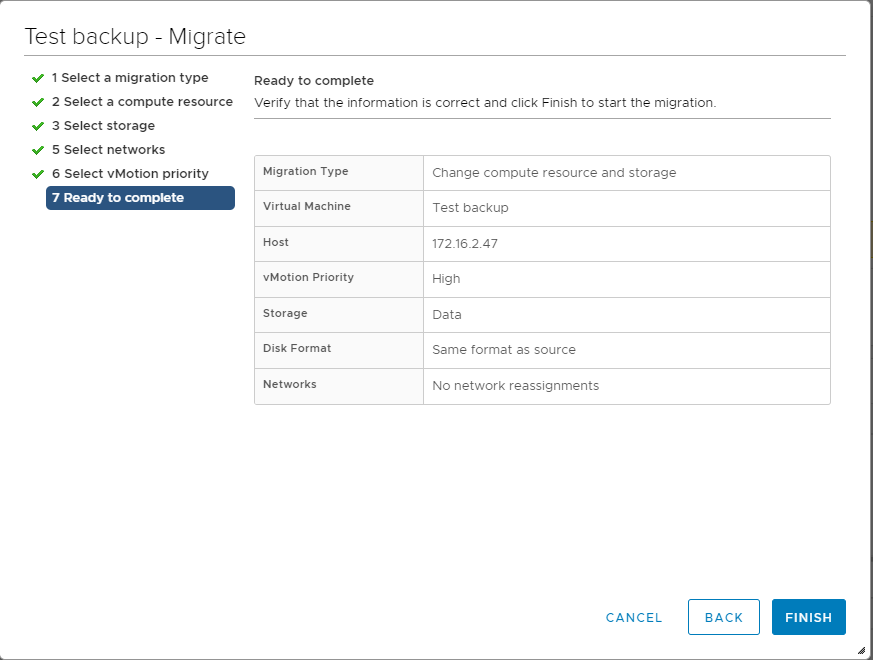 Test backup - Migrate
1 Select a migration type
2 Select a compute resource
3 Select storage
5 Select networks
6 Select vMotion priority
7 Ready to complete
Ready to complete
Verify that the information is correct and click Finish to start the migration.
Migration Type Change compute resource and storage
Virtual Machine Test backup
Host 172.16.2.47
vMotion Priority High
Storage Data
Disk Format Same format as source
Networks No network reassignments
CANCEL BACK FINISH